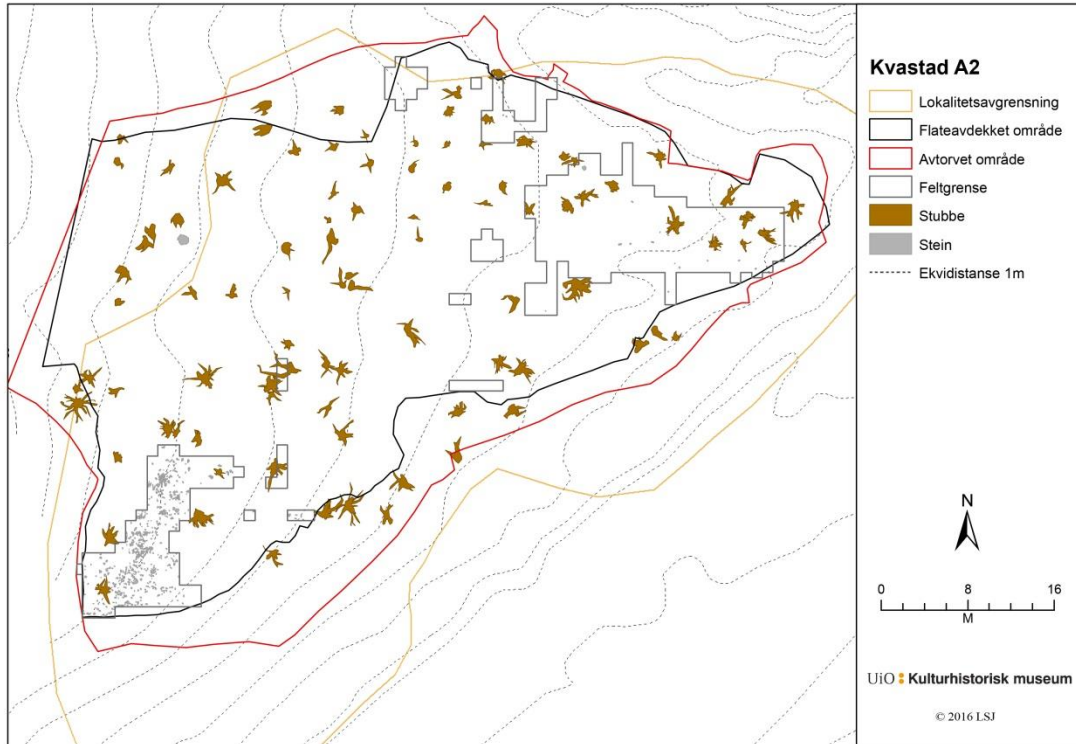 Kvastad A2
Lokalitetsavgrensning
Flateavdekket område
Avtorvet område
Feltgrense
Stubbe
Stein
Ekvidistanse 1m
N
0 8 16
M
UiO Kulturhistorisk museum
© 2016 LSJ